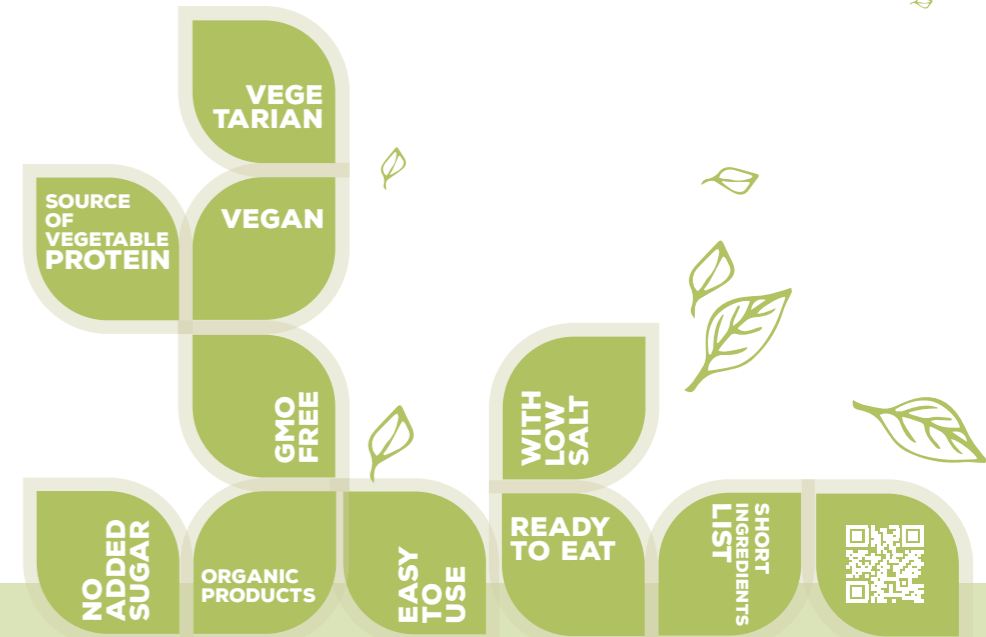 VEGE
TARIAN
SOURCE
OF
VEGETABLE
PROTEIN
VEGAN
GMO
FREE
WITH
LOW
SALT
NO
ADDED
SUGAR
ORGANIC
PRODUCTS
EASY
TO
USE
READY
TO EAT
SHORT
INGREDIENTS
LIST